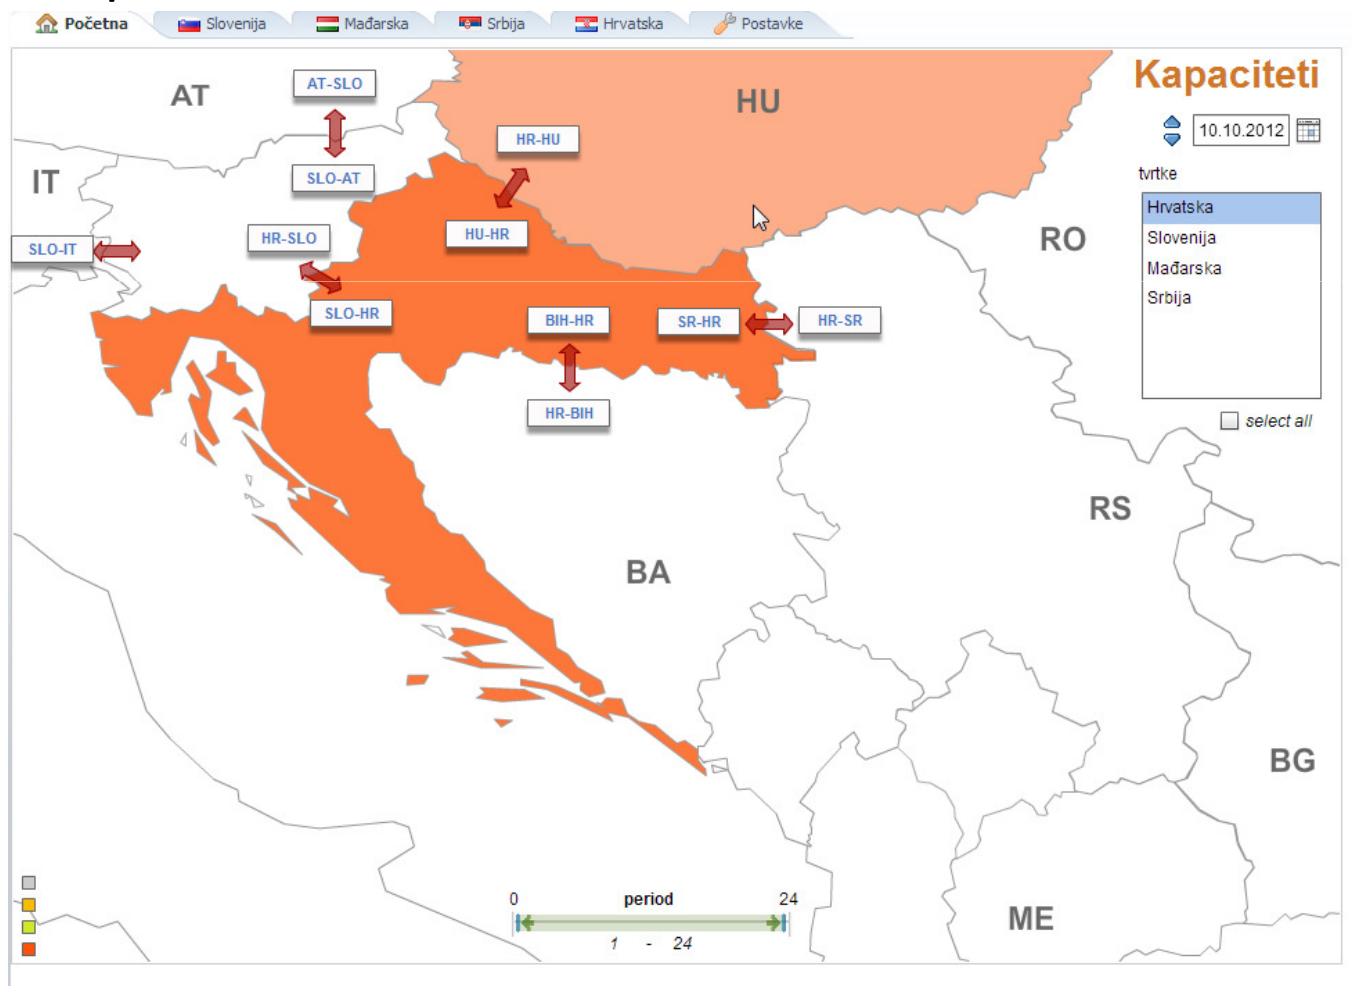 Početna Slovenija Mađarska Srbija Hrvatska Postavke
Kapaciteti
10.10.2012
tvrtke
Hrvatska
Slovenija
Mađarska
Srbija
select all
AT
AT-SLO
SLO-AT
HU
HR-HU
HU-HR
IT
SLO-IT
HR-SLO
SLO-HR
BIH-HR
HR-BIH
SR-HR
HR-SR
RO
RS
BA
BG
ME
0 period 24
1 - 24